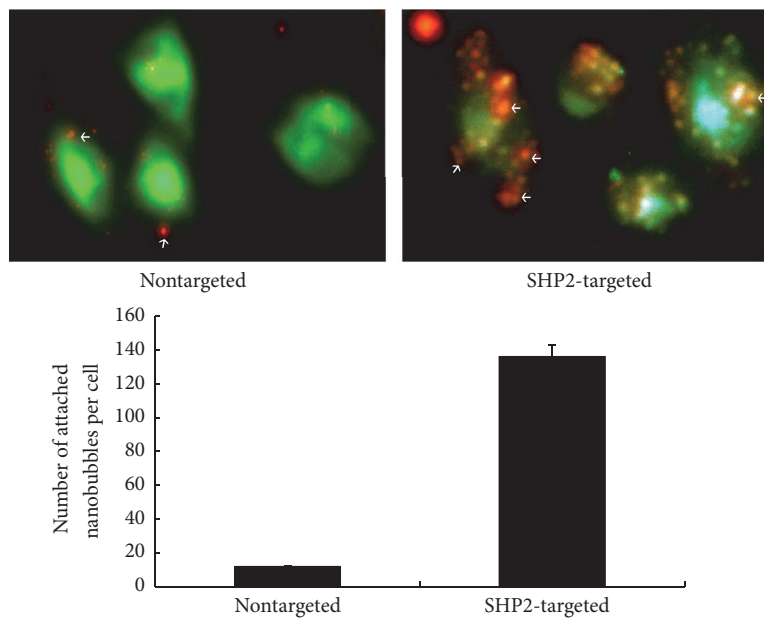 Nontargeted
SHP2-targeted
Number of attached
nanobubbles per cell
160
140
120
100
80
60
40
20
0
Nontargeted
SHP2-targeted